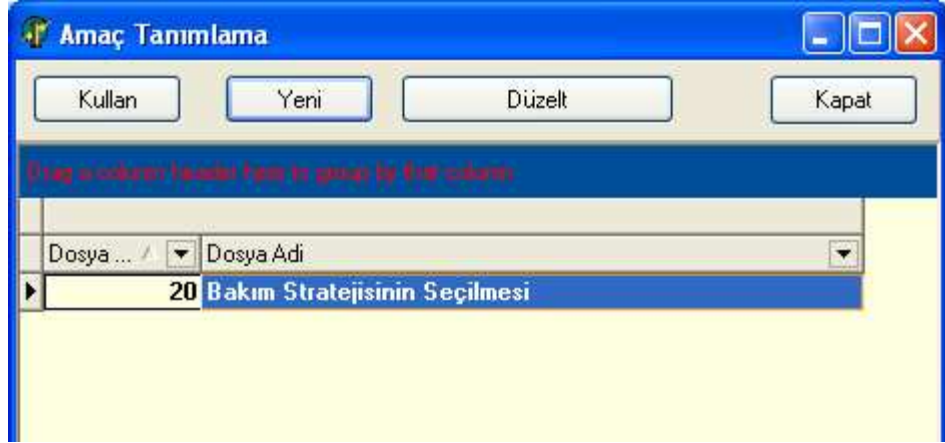 Amaç Tanımlama
Kullan Yeni Düzelt Kapat
Drag a column header here to group by that column
Dosya ... Dosya Adi
20 Bakım Stratejisinin Seçilmesi